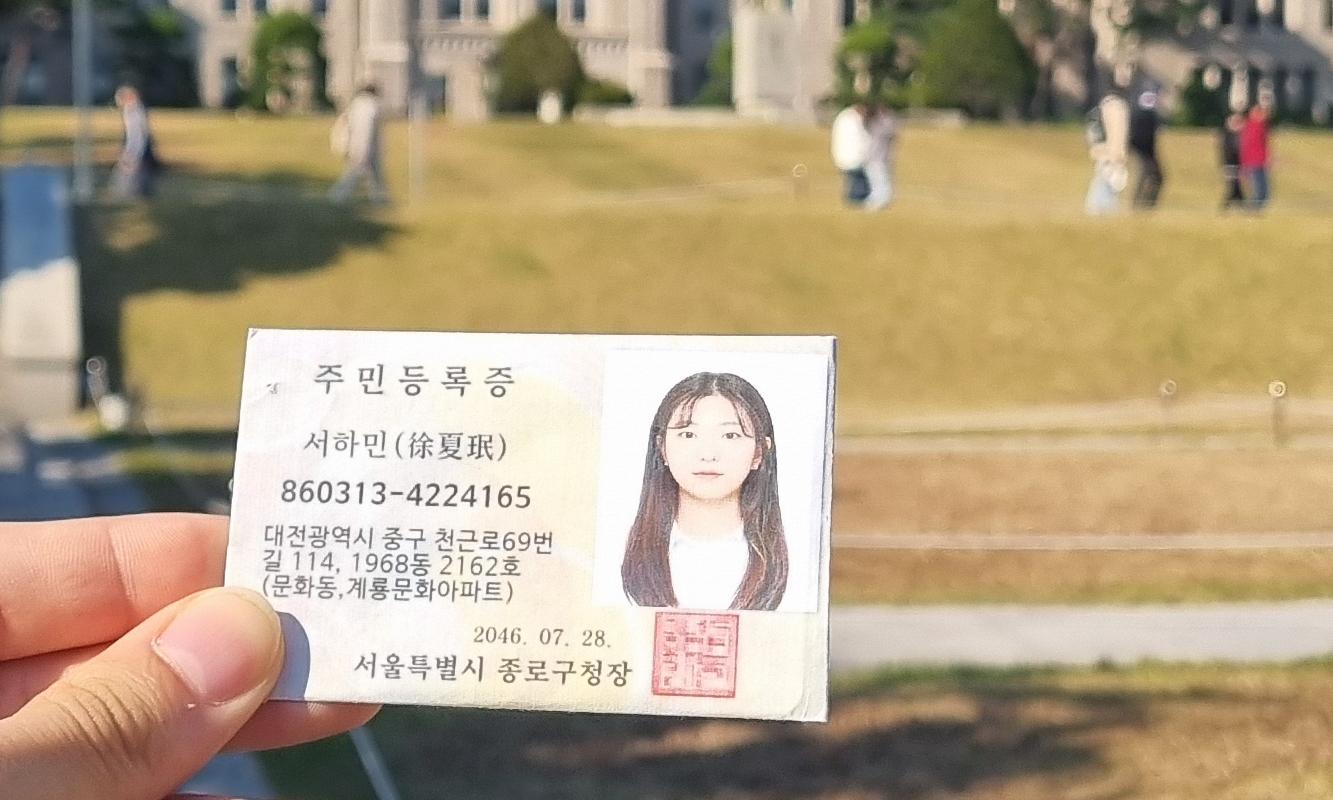 주민등록증
서하민(徐夏珉)
860313-4224165
대전광역시 중구 천근로69번
길 114, 1968동 2162호
(문화동,계룡문화아파트)
2046. 07. 28.
서울특별시 종로구청장